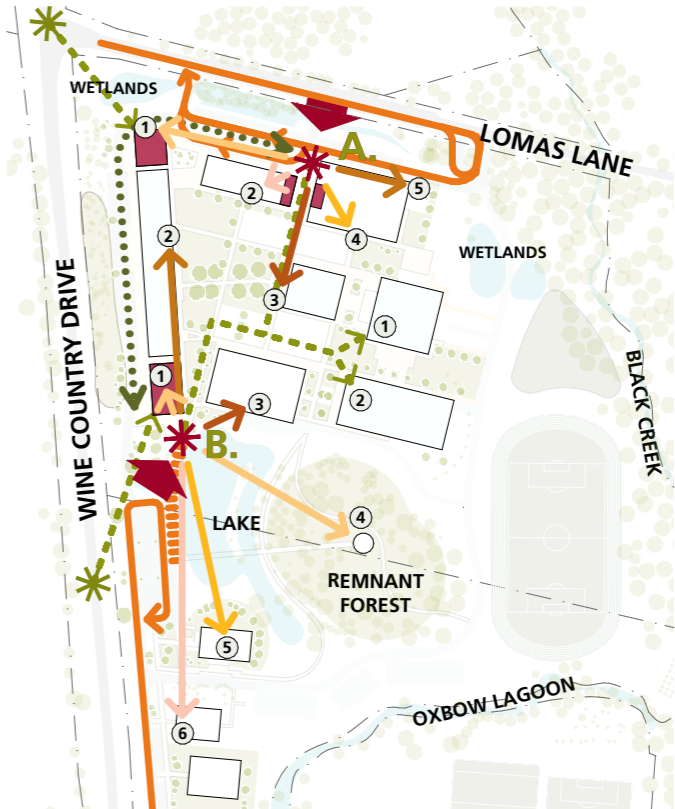 WETLANDS
1
LOMAS LANE
A.
2
5
4
2
WETLANDS
3
1
WINE COUNTRY DRIVE
BLACK CREEK
1
3
2
B.
LAKE
4
REMNANT
FOREST
5
OXBOW LAGOON
6